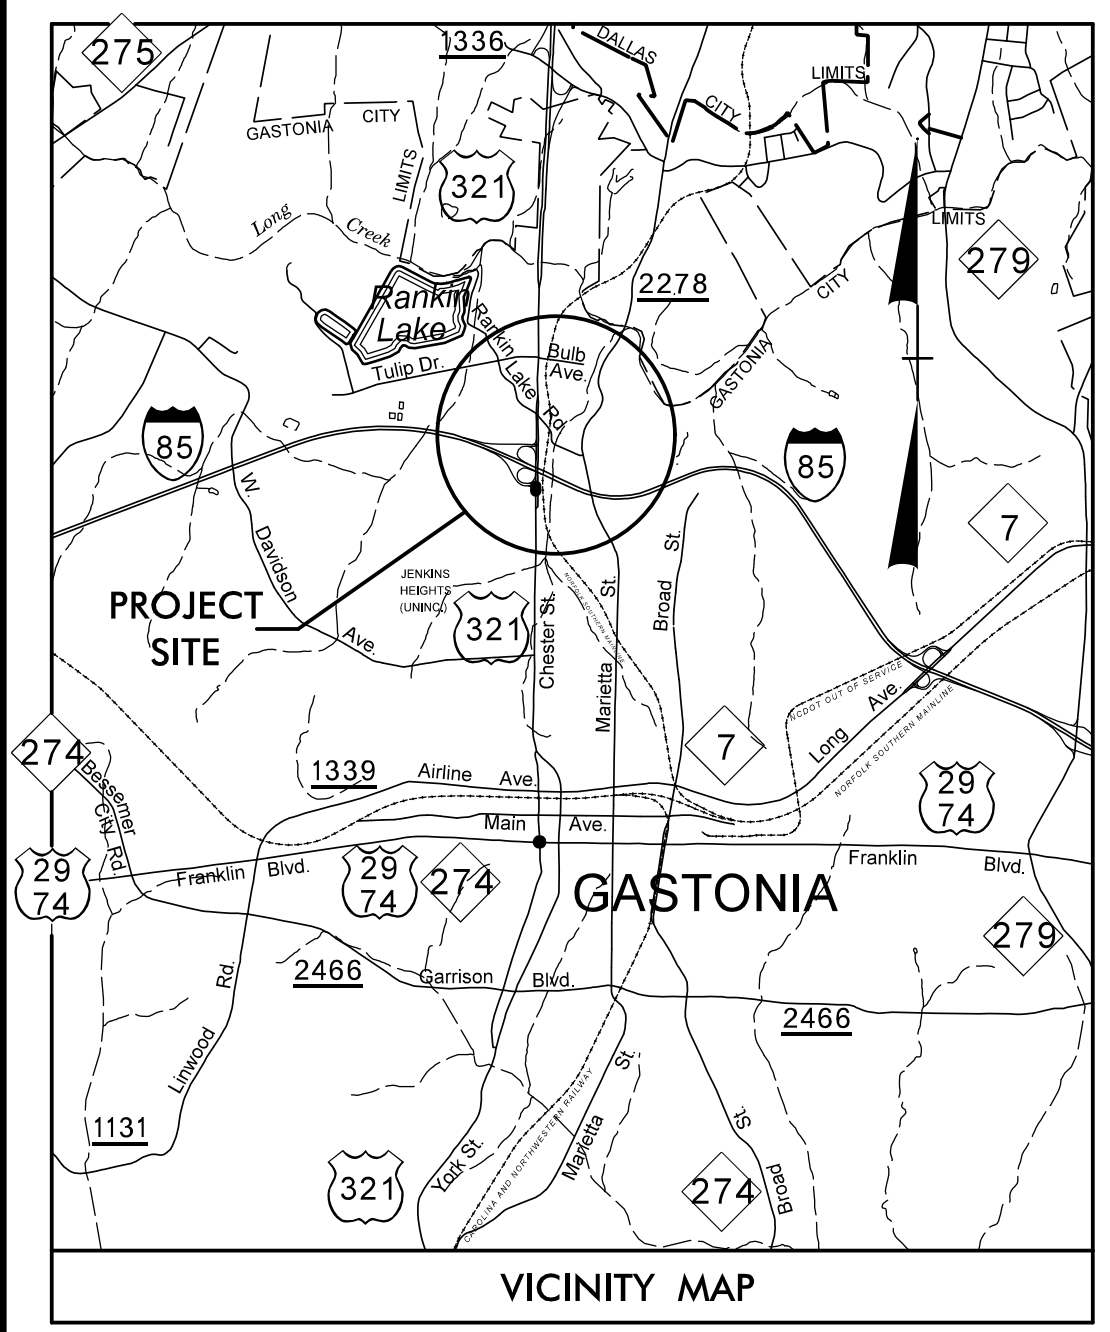 275
1336
DALLAS
LIMITS
CITY
GASTONIA
CITY
LIMITS
321
Long
Creek
LIMITS
279
2278
CITY
Rankin
Lake
Rankin
Lake
Rd
Bulb
Ave.
Tulip Dr.
GASTONIA
85
C
85
W.
Davidson
Ave.
7
St.
Broad
JENKINS
HEIGHTS
(UNINC.)
PROJECT
SITE
321
Chester St.
St.
Marietta
NORFOLK SOUTHERN MAINLINE
NCDOT OUT OF SERVICE
Ave.
Long
NORFOLK SOUTHERN MAINLINE
274
Bessemer
City Rd.
1339
Airline Ave.
7
29
74
Main Ave.
29
74
Franklin Blvd.
29
74
274
Franklin Blvd.
GASTONIA
279
2466
Garrison Blvd.
2466
Rd.
Linwood
1131
St.
Marietta
CAROLINA AND NORTHWESTERN RAILWAY
St.
Broad
York St.
321
274
VICINITY MAP